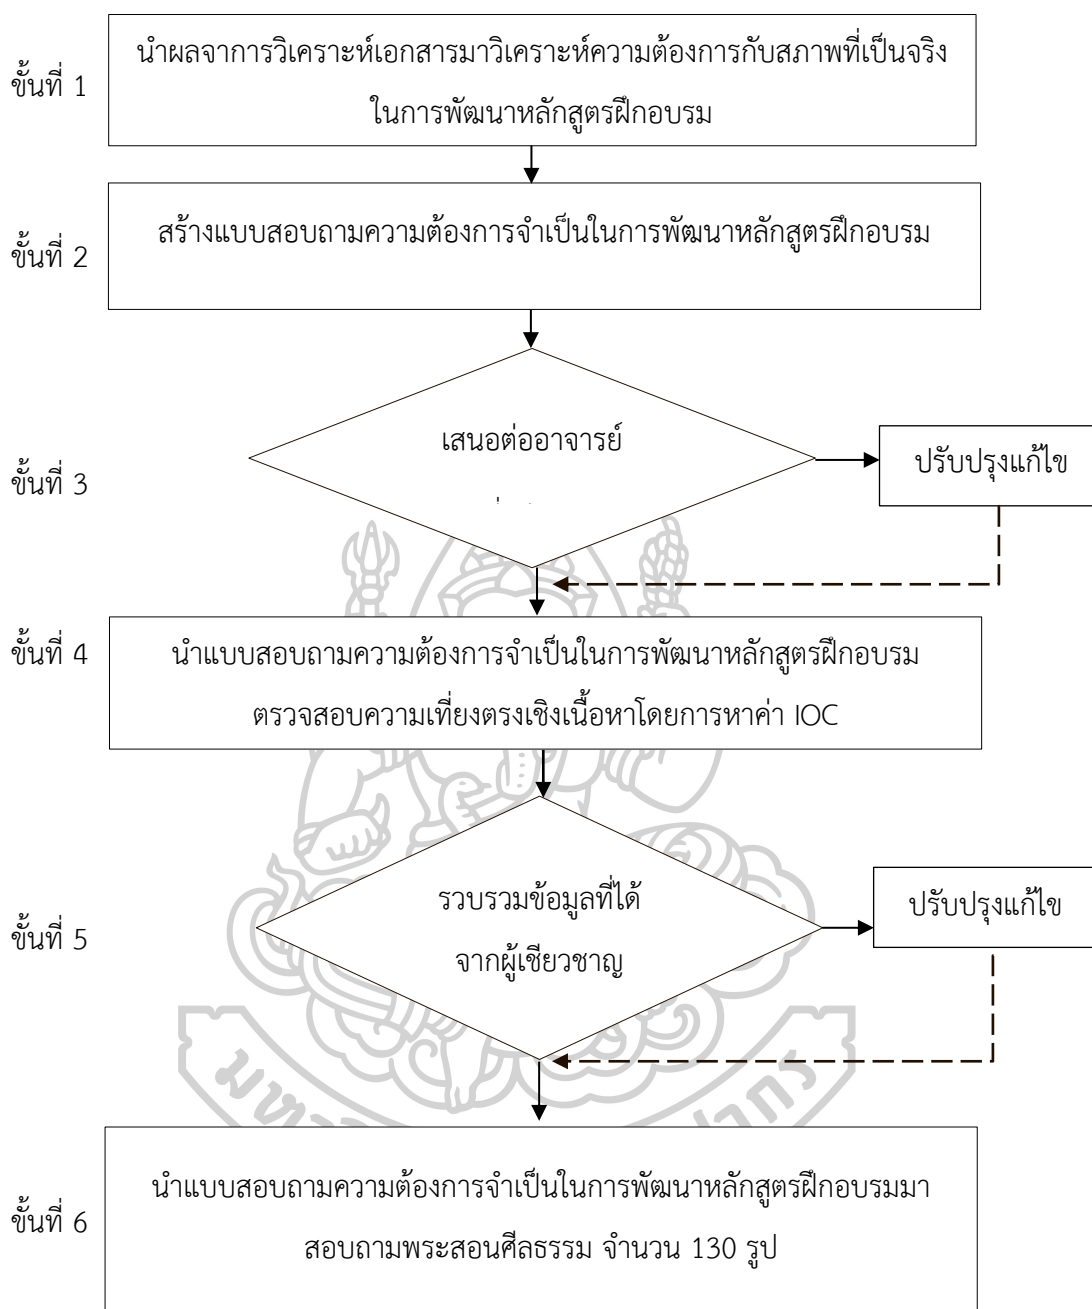 ขั้นที่ 1
นำผลจาการวิเคราะห์เอกสารมาวิเคราะห์ความต้องการกับสภาพที่เป็นจริง
ในการพัฒนาหลักสูตรฝึกอบรม
ขั้นที่ 2
สร้างแบบสอบถามความต้องการจำเป็นในการพัฒนาหลักสูตรฝึกอบรม
ขั้นที่ 3
เสนอต่ออาจารย์
ปรับปรุงแก้ไข
ขั้นที่ 4
นำแบบสอบถามความต้องการจำเป็นในการพัฒนาหลักสูตรฝึกอบรม
ตรวจสอบความเที่ยงตรงเชิงเนื้อหาโดยการหาค่า IOC
ขั้นที่ 5
รวบรวมข้อมูลที่ได้
จากผู้เชียวชาญ
ปรับปรุงแก้ไข
ขั้นที่ 6
นำแบบสอบถามความต้องการจำเป็นในการพัฒนาหลักสูตรฝึกอบรมมา
สอบถามพระสอนศีลธรรม จำนวน 130 รูป